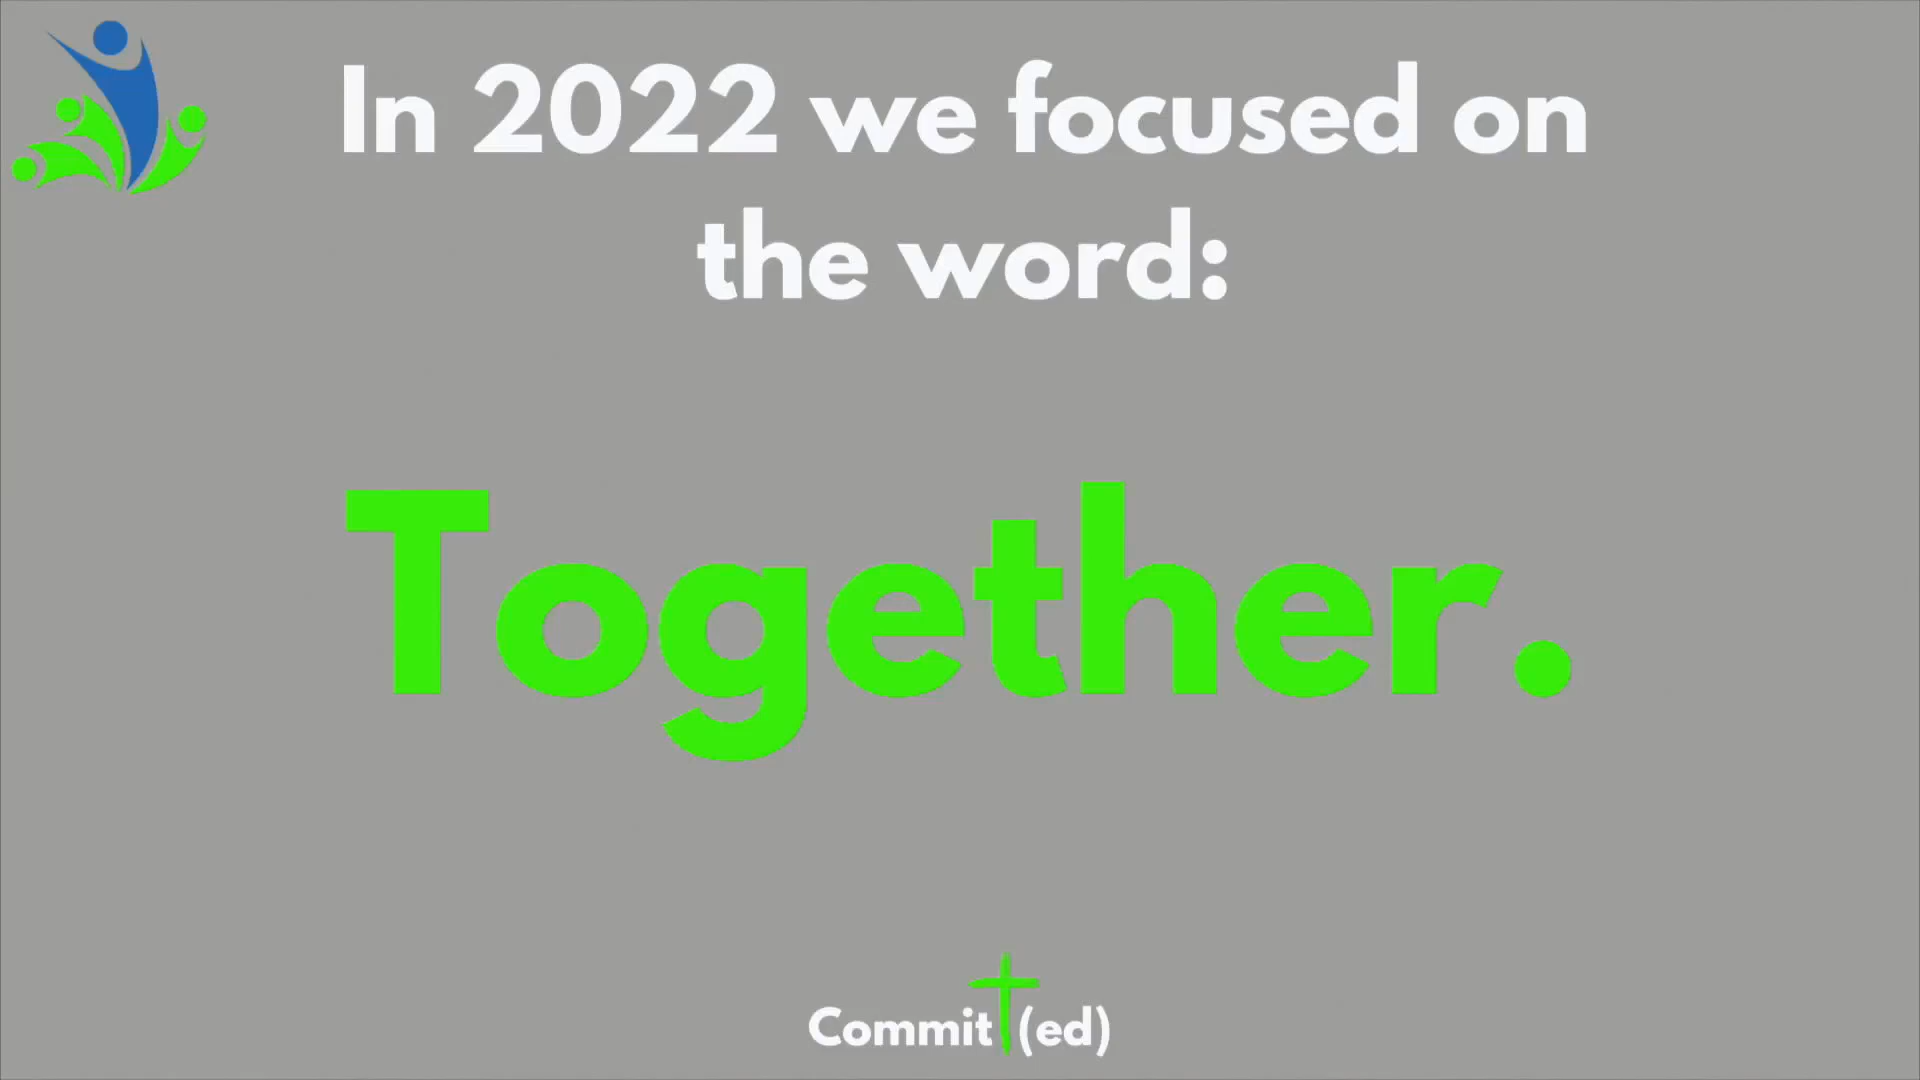 In 2022 we focused on
the word:
Together.
Commit†(ed)